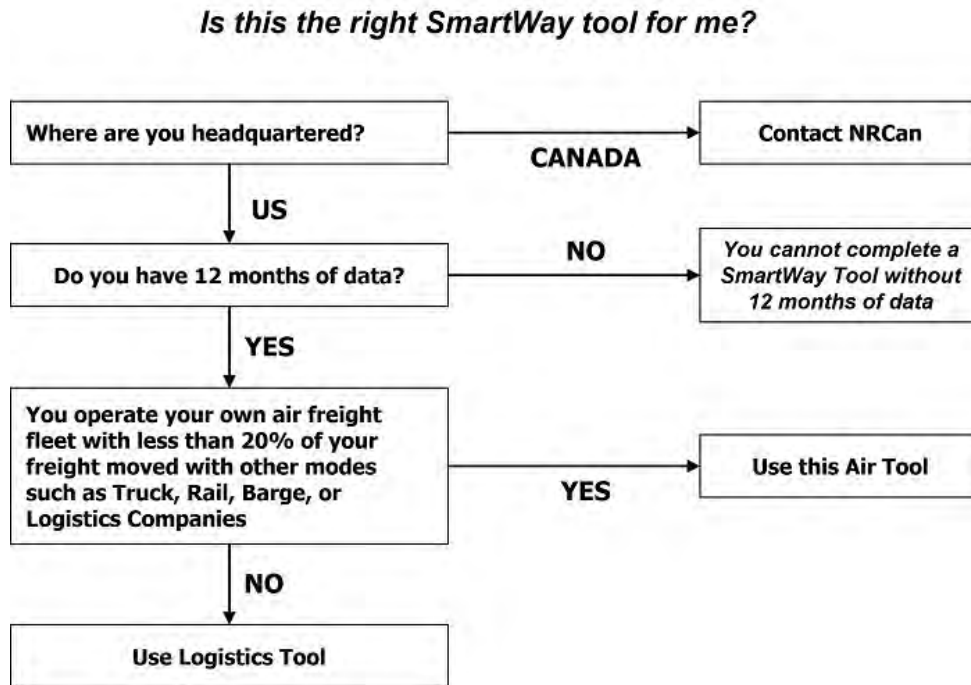 Is this the right SmartWay tool for me?
Where are you headquartered?
CANADA
Contact NRCan
US
Do you have 12 months of data?
NO
You cannot complete a
SmartWay Tool without
12 months of data
YES
You operate your own air freight
fleet with less than 20% of your
freight moved with other modes
such as Truck, Rail, Barge, or
Logistics Companies
YES
Use this Air Tool
NO
Use Logistics Tool